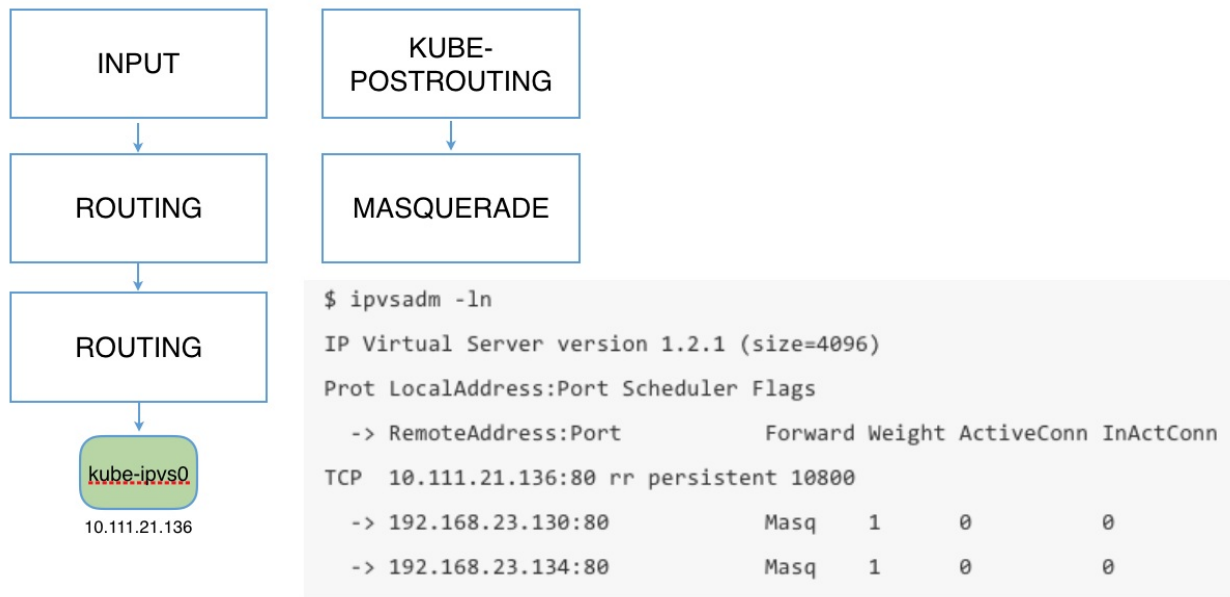 INPUT
ROUTING
ROUTING
kube-ipvs0
10.111.21.136
KUBE-
POSTROUTING
MASQUERADE
$ ipvsadm -ln
IP Virtual Server version 1.2.1 (size=4096)
Prot LocalAddress:Port Scheduler Flags
-> RemoteAddress:Port Forward Weight ActiveConn InActConn
TCP 10.111.21.136:80 rr persistent 10800
-> 192.168.23.130:80 Masq 1 0 0
-> 192.168.23.134:80 Masq 1 0 0